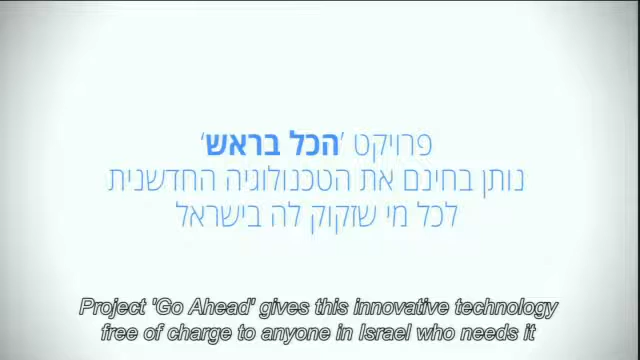 פרויקט 'הכל בראש'
נותן בחינם את הטכנולוגיה החדשנית
לכל מי שזקוק לה בישראל
Project 'Go Ahead' gives this innovative technology
free of charge to anyone in Israel who needs it